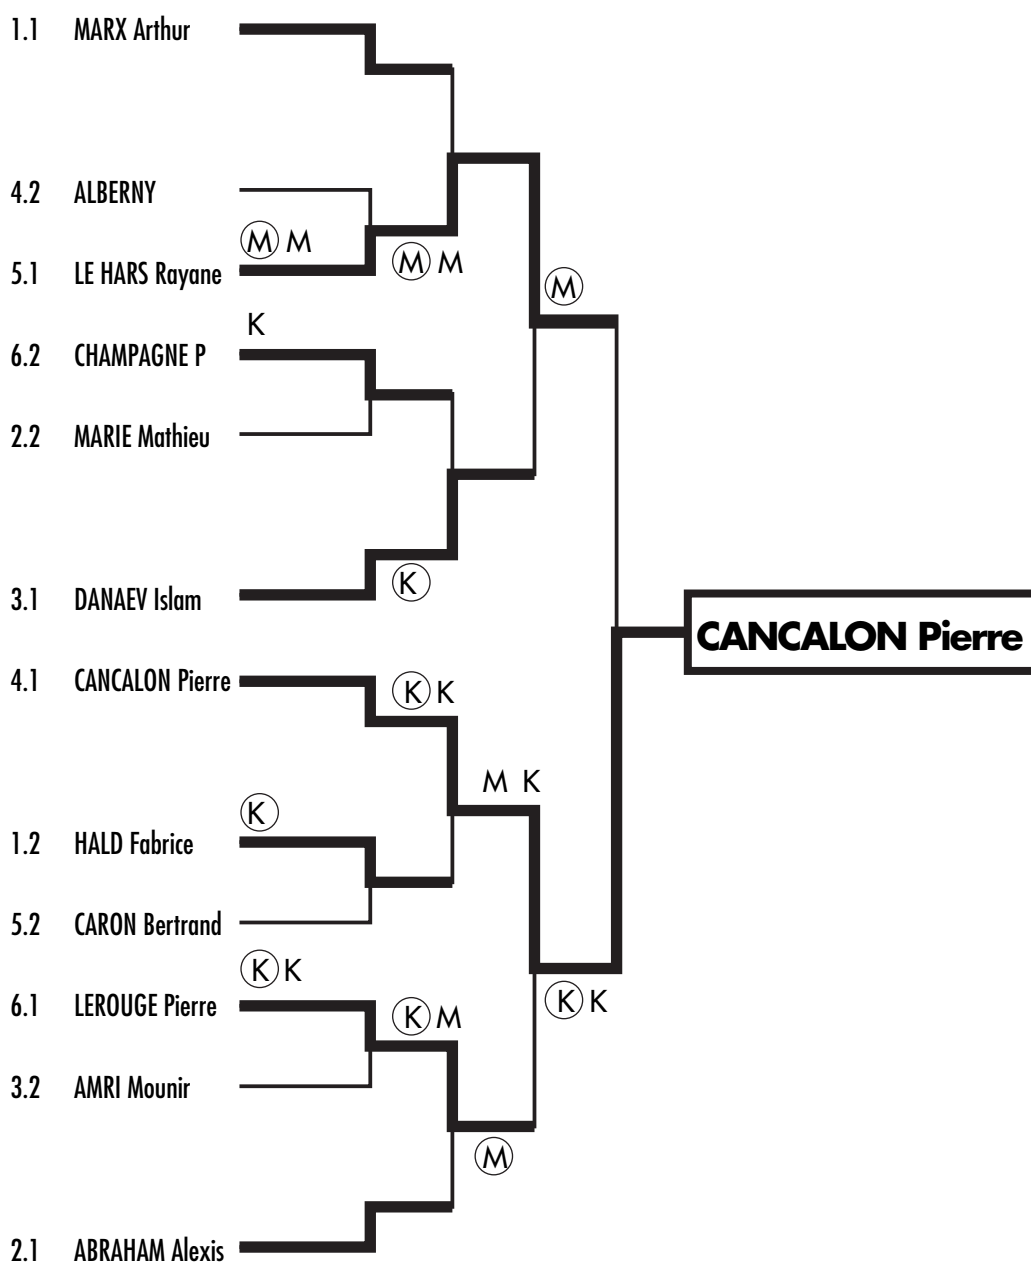 1.1 MARX Arthur
4.2 ALBERNY
Ⓜ M
Ⓜ M
5.1 LE HARS Rayane
Ⓜ
K
6.2 CHAMPAGNE P
2.2 MARIE Mathieu
Ⓚ
3.1 DANAEV Islam
CANCALON Pierre
4.1 CANCALON Pierre
Ⓚ K
M K
Ⓚ
1.2 HALD Fabrice
5.2 CARON Bertrand
Ⓚ K
6.1 LEROUGE Pierre
Ⓚ M
Ⓚ K
3.2 AMRI Mounir
Ⓜ
2.1 ABRAHAM Alexis